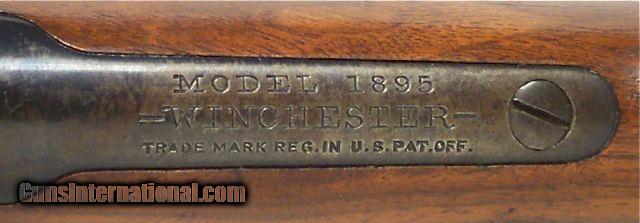 MODEL 1895
-WINCHESTER-
TRADE MARK REG. IN U.S. PAT. OFF.
GunsInternational.com